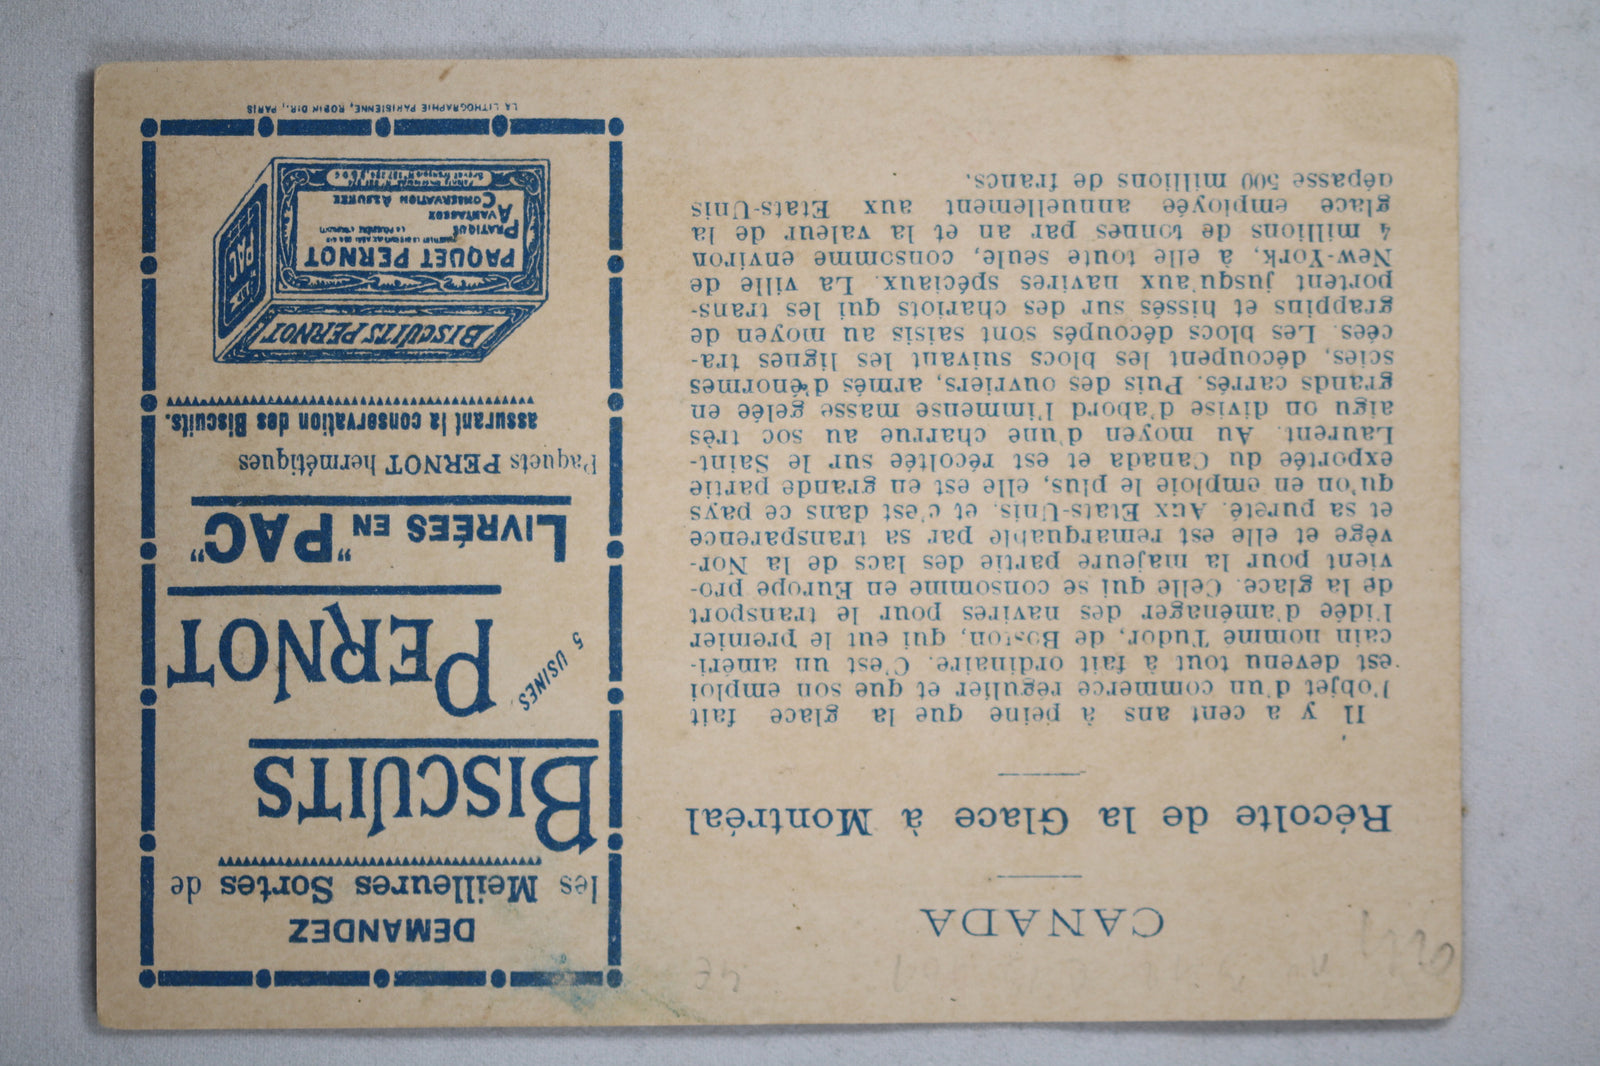 CANADA
Récolte de la Glace à Montréal
Il y a cent ans à peine que la glace fait
l'objet d'un commerce régulier et que son emploi
est devenu tout à fait ordinaire. C'est un améri-
cain nommé Tudor, de Boston, qui eut le premier
l'idée d'aménager des navires pour le transport
de la glace. Celle qui se consomme en Europe pro-
vient pour la majeure partie des lacs de la Nor-
vège et elle est remarquable par sa transparence
et sa pureté. Aux Etats-Unis, et c'est dans ce pays
qu'on en emploie le plus, elle est en grande partie
exportée du Canada et est récoltée sur le Saint-
Laurent. Au moyen d'une charrue au soc très
aigu on divise d'abord l'immense masse gelée en
grands carrés. Puis des ouvriers, armés d'énormes
scies, découpent les blocs suivant les lignes tra-
cées. Les blocs découpés sont saisis au moyen de
grappins et hissés sur des chariots qui les trans-
portent jusqu'aux navires spéciaux. La ville de
New-York, à elle toute seule, consomme environ
4 millions de tonnes par an et la valeur de la
glace employée annuellement aux Etats-Unis
dépasse 500 millions de francs.
DEMANDEZ
les Meilleures Sortes de
BISCUITS
5 USINES
PERNOT
LIVRÉES EN "PAC"
Paquets PERNOT hermétiques
assurant la conservation des Biscuits.
BISCUITS PERNOT
PAC
PAQUET PERNOT
PRATIQUE
AVANTAGEUX
CONSERVATION ASSURÉE
LA LITHOGRAPHIE PARISIENNE, ROBIN DIR., PARIS